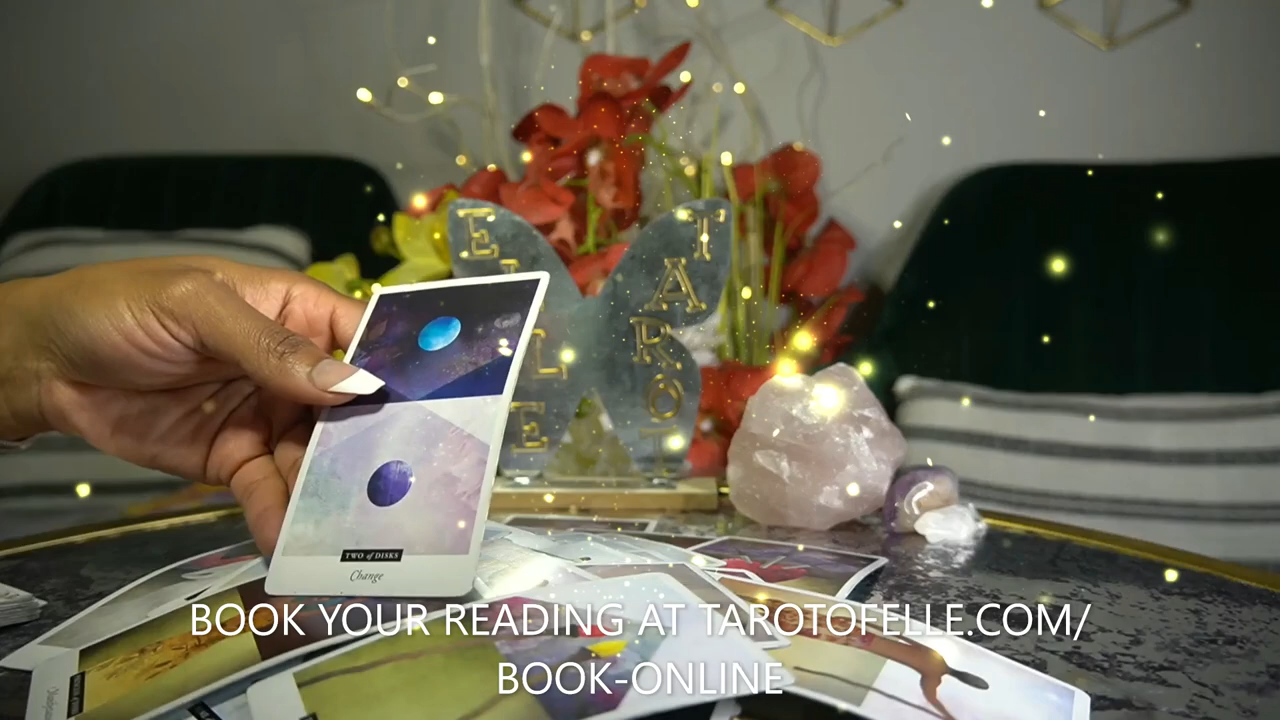 E
T
L
A
L
R
E
O
T
TWO of DISKS
Change
BOOK YOUR READING AT TAROTOFELLE.COM/
BOOK-ONLINE